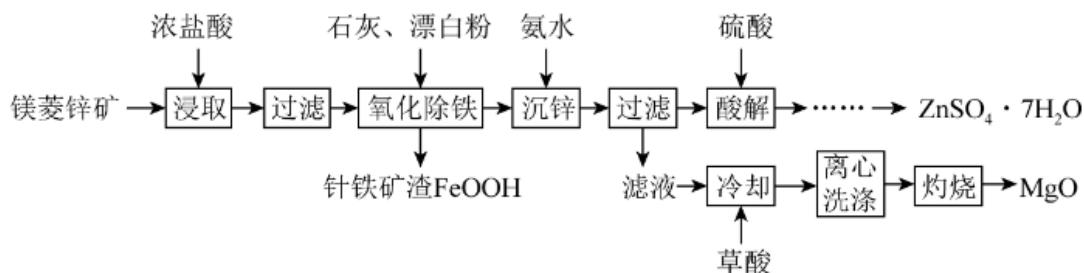 浓盐酸 石灰、漂白粉 氨水 硫酸
镁菱锌矿 浸取 过滤 氧化除铁 沉锌 过滤 酸解 …… ZnSO₄·7H₂O
针铁矿渣FeOOH 滤液 冷却 离心洗涤 灼烧 MgO
草酸